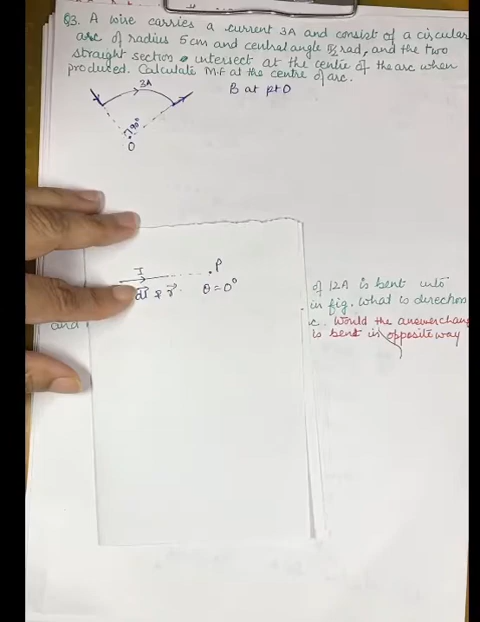 Q3. A wire carries a current 3A and consist of a circular
arc of radius 5cm and central angle π/2 rad, and the two
straight section intersect at the centre of the arc when
produced. Calculate M.F at the centre of arc.
3A
B at pt O
90°
O
I
P
dl & r
θ = 0°
of 12A is bent into
in fig. What is direction
c. Would the answer chan
is bent in opposite way
and